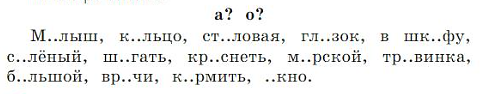 а? о?
М..лыш, к..льцо, ст..ловая, гл..зок, в шк..фу,
с..лёный, ш..гать, кр..снеть, м..рской, тр..винка,
б..льшой, вр..чи, к..рмить, ..кно.